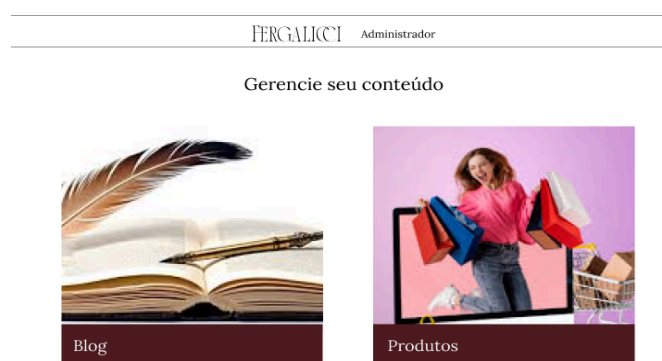 FERGALICCI Administrador
Gerencie seu conteúdo
Blog
Produtos